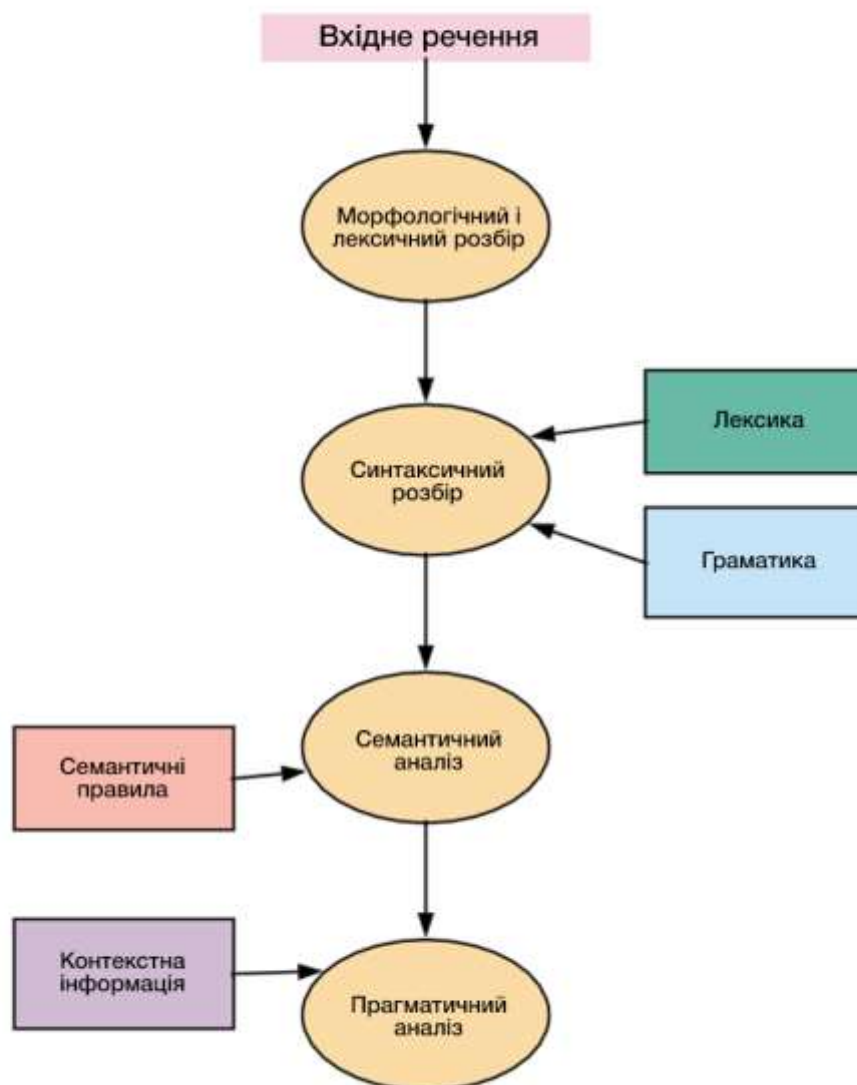 Вхідне речення
Морфологічний і
лексичний розбір
Лексика
Синтаксичний
розбір
Граматика
Семантичний
аналіз
Семантичні
правила
Контекстна
інформація
Прагматичний
аналіз